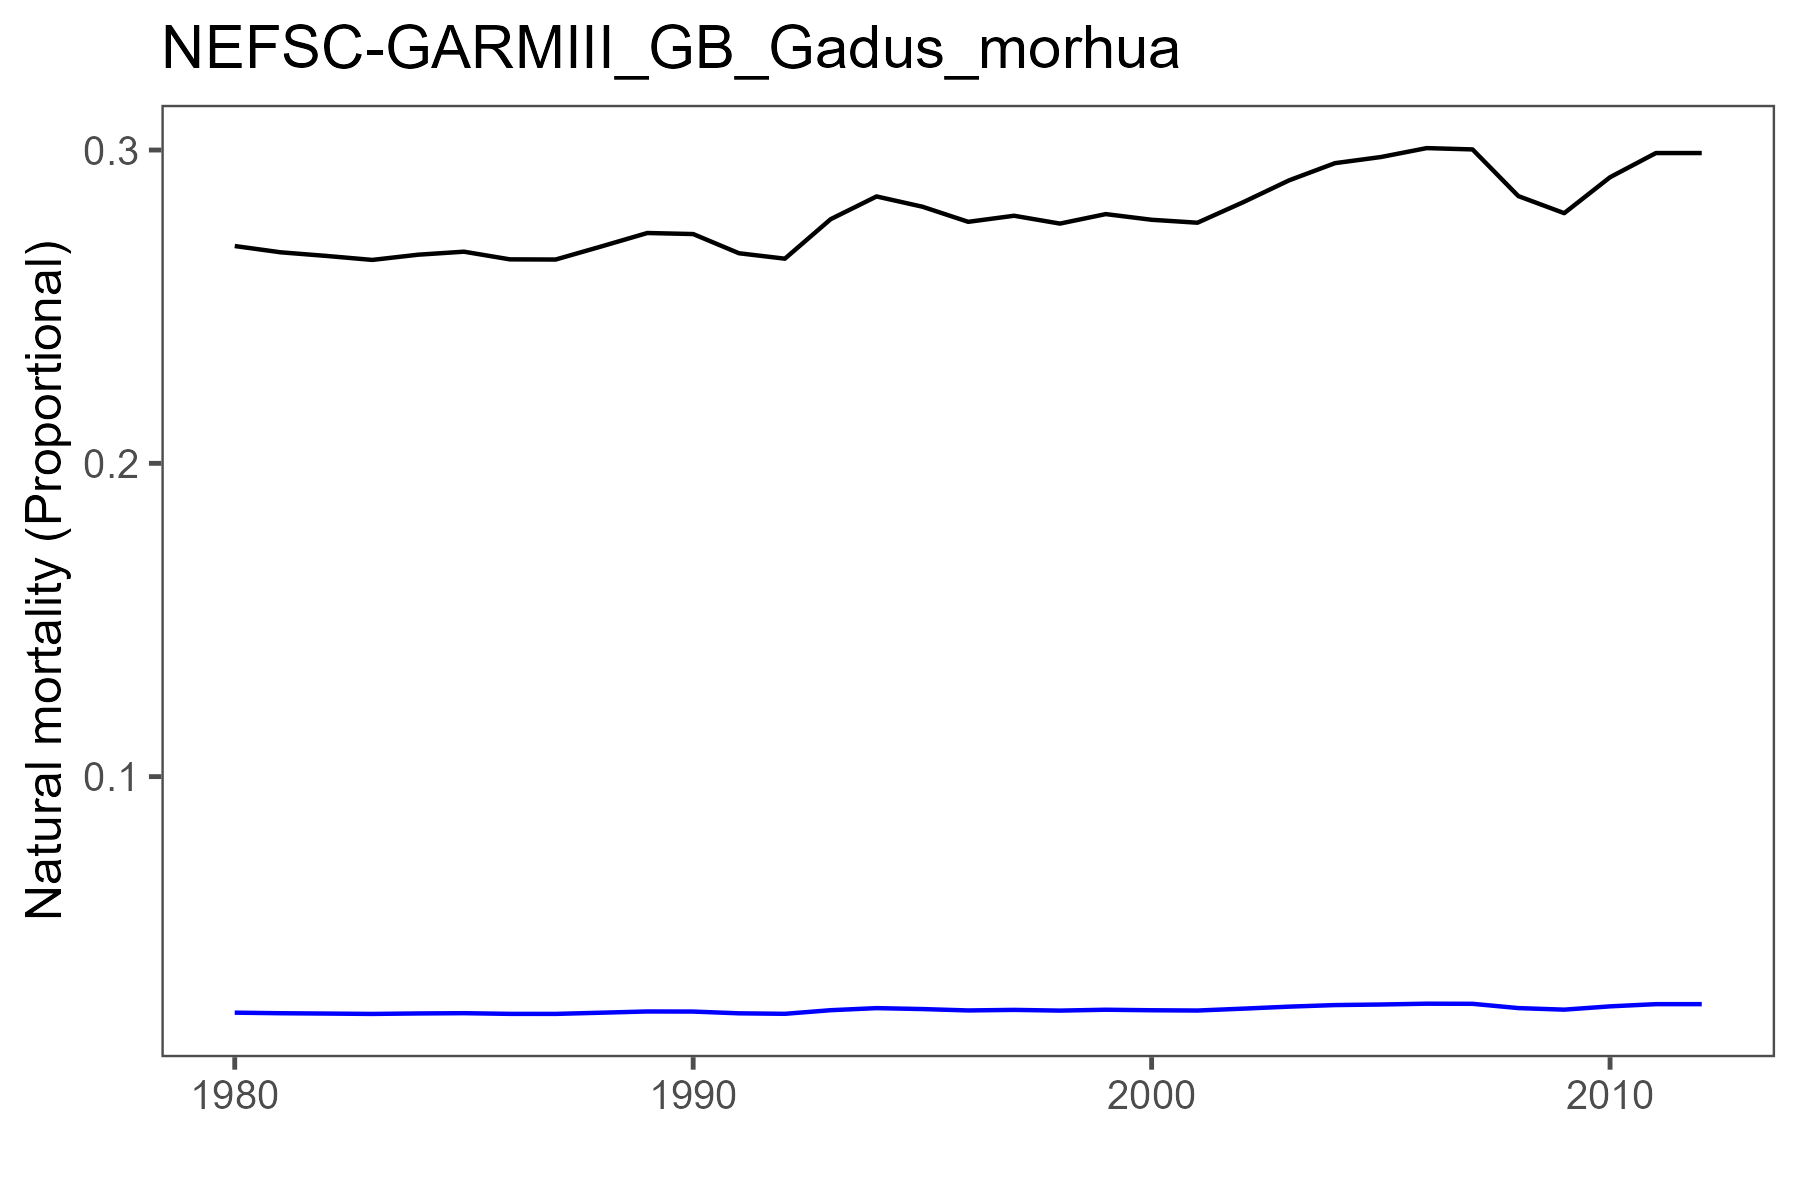 NEFSC-GARMIII_GB_Gadus_morhua
Natural mortality (Proportional)
0.3
0.2
0.1
1980 1990 2000 2010